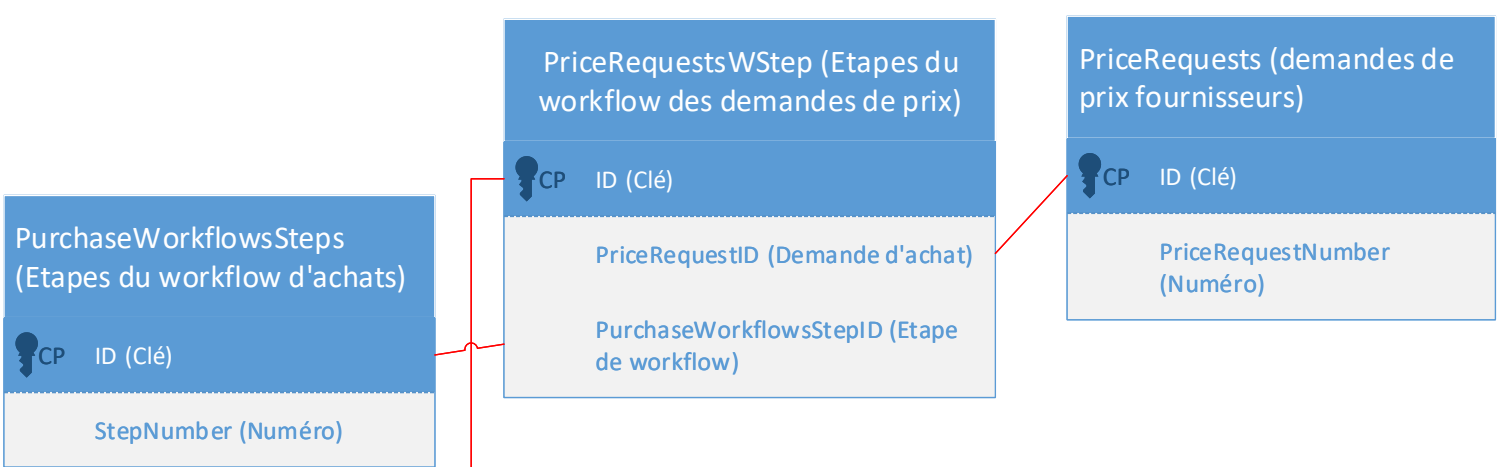 PurchaseWorkflowsSteps
(Etapes du workflow d'achats)
CP ID (Clé)
StepNumber (Numéro)
PriceRequestsWStep (Etapes du
workflow des demandes de prix)
CP ID (Clé)
PriceRequestID (Demande d'achat)
PurchaseWorkflowsStepID (Etape
de workflow)
PriceRequests (demandes de
prix fournisseurs)
CP ID (Clé)
PriceRequestNumber
(Numéro)